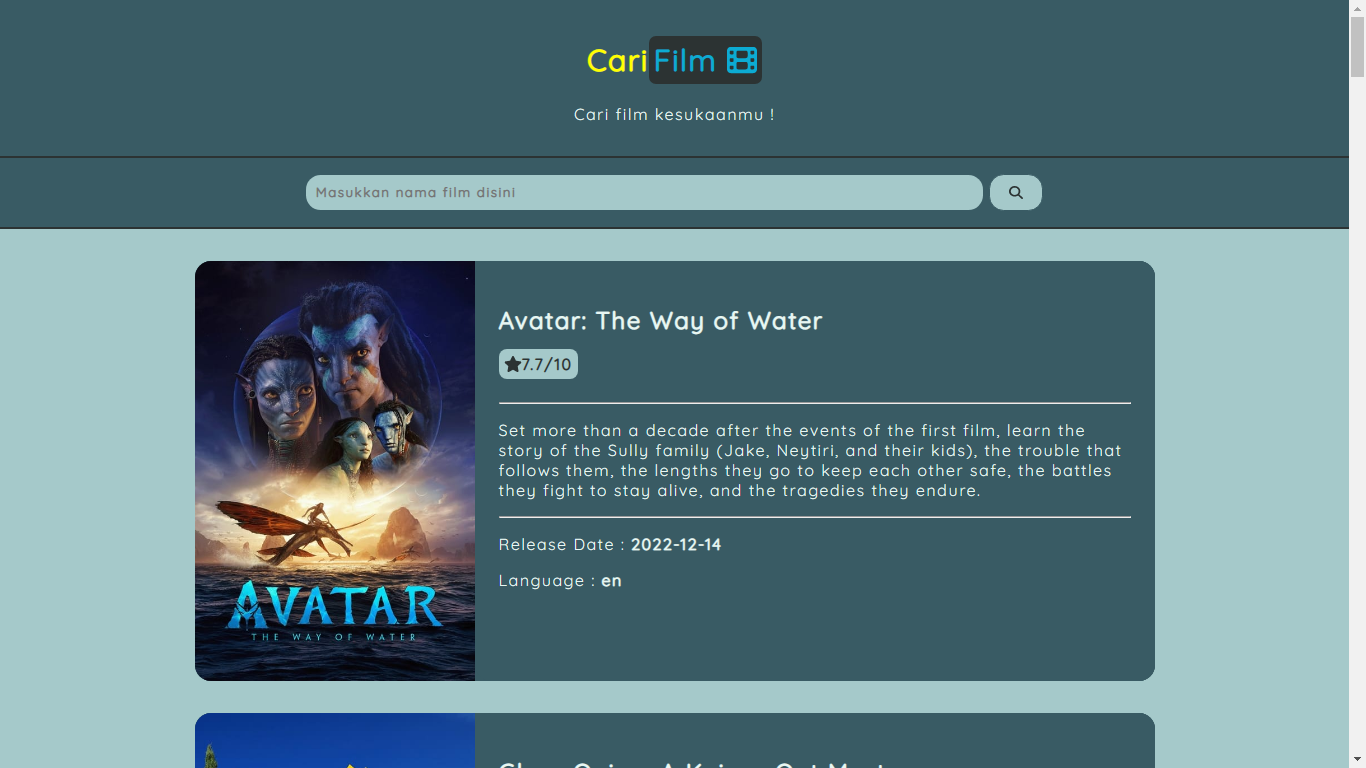 Cari Film
Cari film kesukaanmu !
Masukkan nama film disini
Avatar: The Way of Water
7.7/10
Set more than a decade after the events of the first film, learn the
story of the Sully family (Jake, Neytiri, and their kids), the trouble that
follows them, the lengths they go to keep each other safe, the battles
they fight to stay alive, and the tragedies they endure.
Release Date : 2022-12-14
Language : en
AVATAR
THE WAY OF WATER